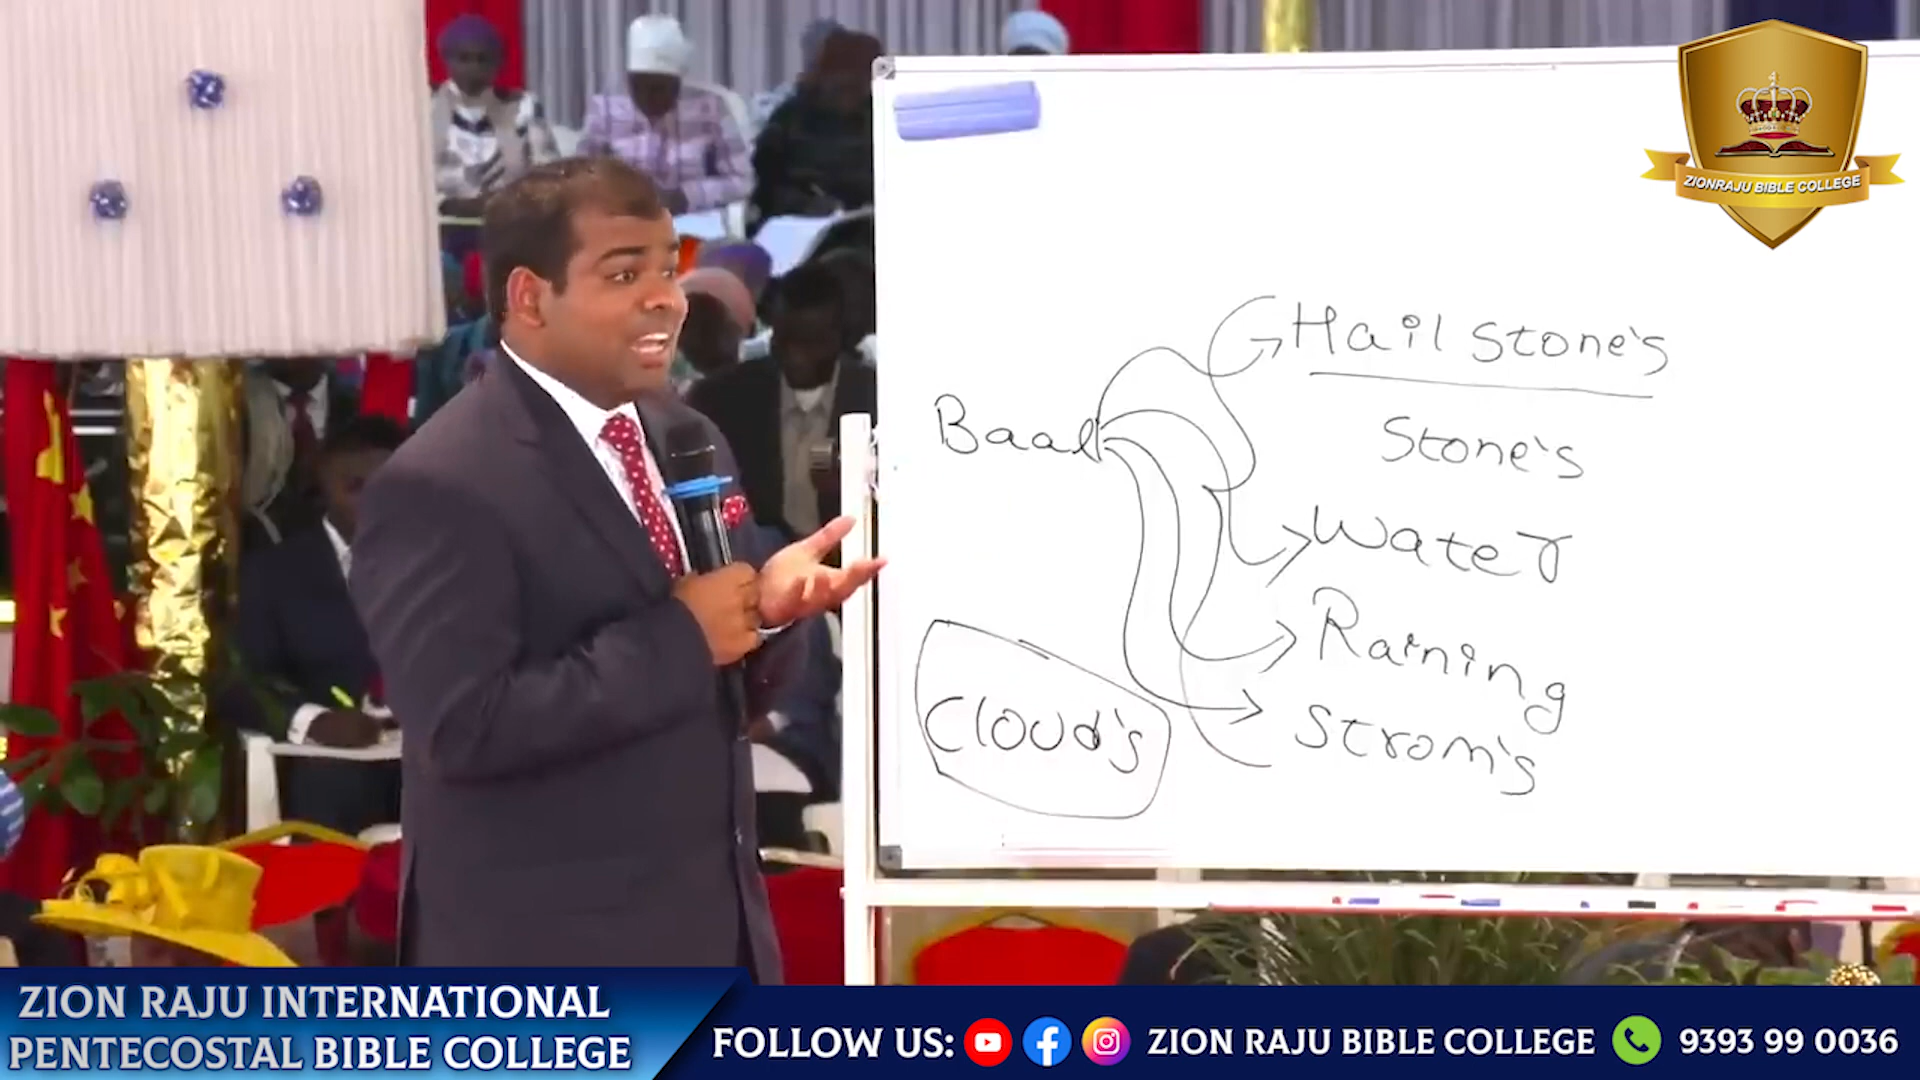 ZIONRAJU BIBLE COLLEGE
Hail Stone's
Baal
Stone's
Water
Raining
Cloud's
Strom's
ZION RAJU INTERNATIONAL
PENTECOSTAL BIBLE COLLEGE
FOLLOW US: ZION RAJU BIBLE COLLEGE 9393 99 0036